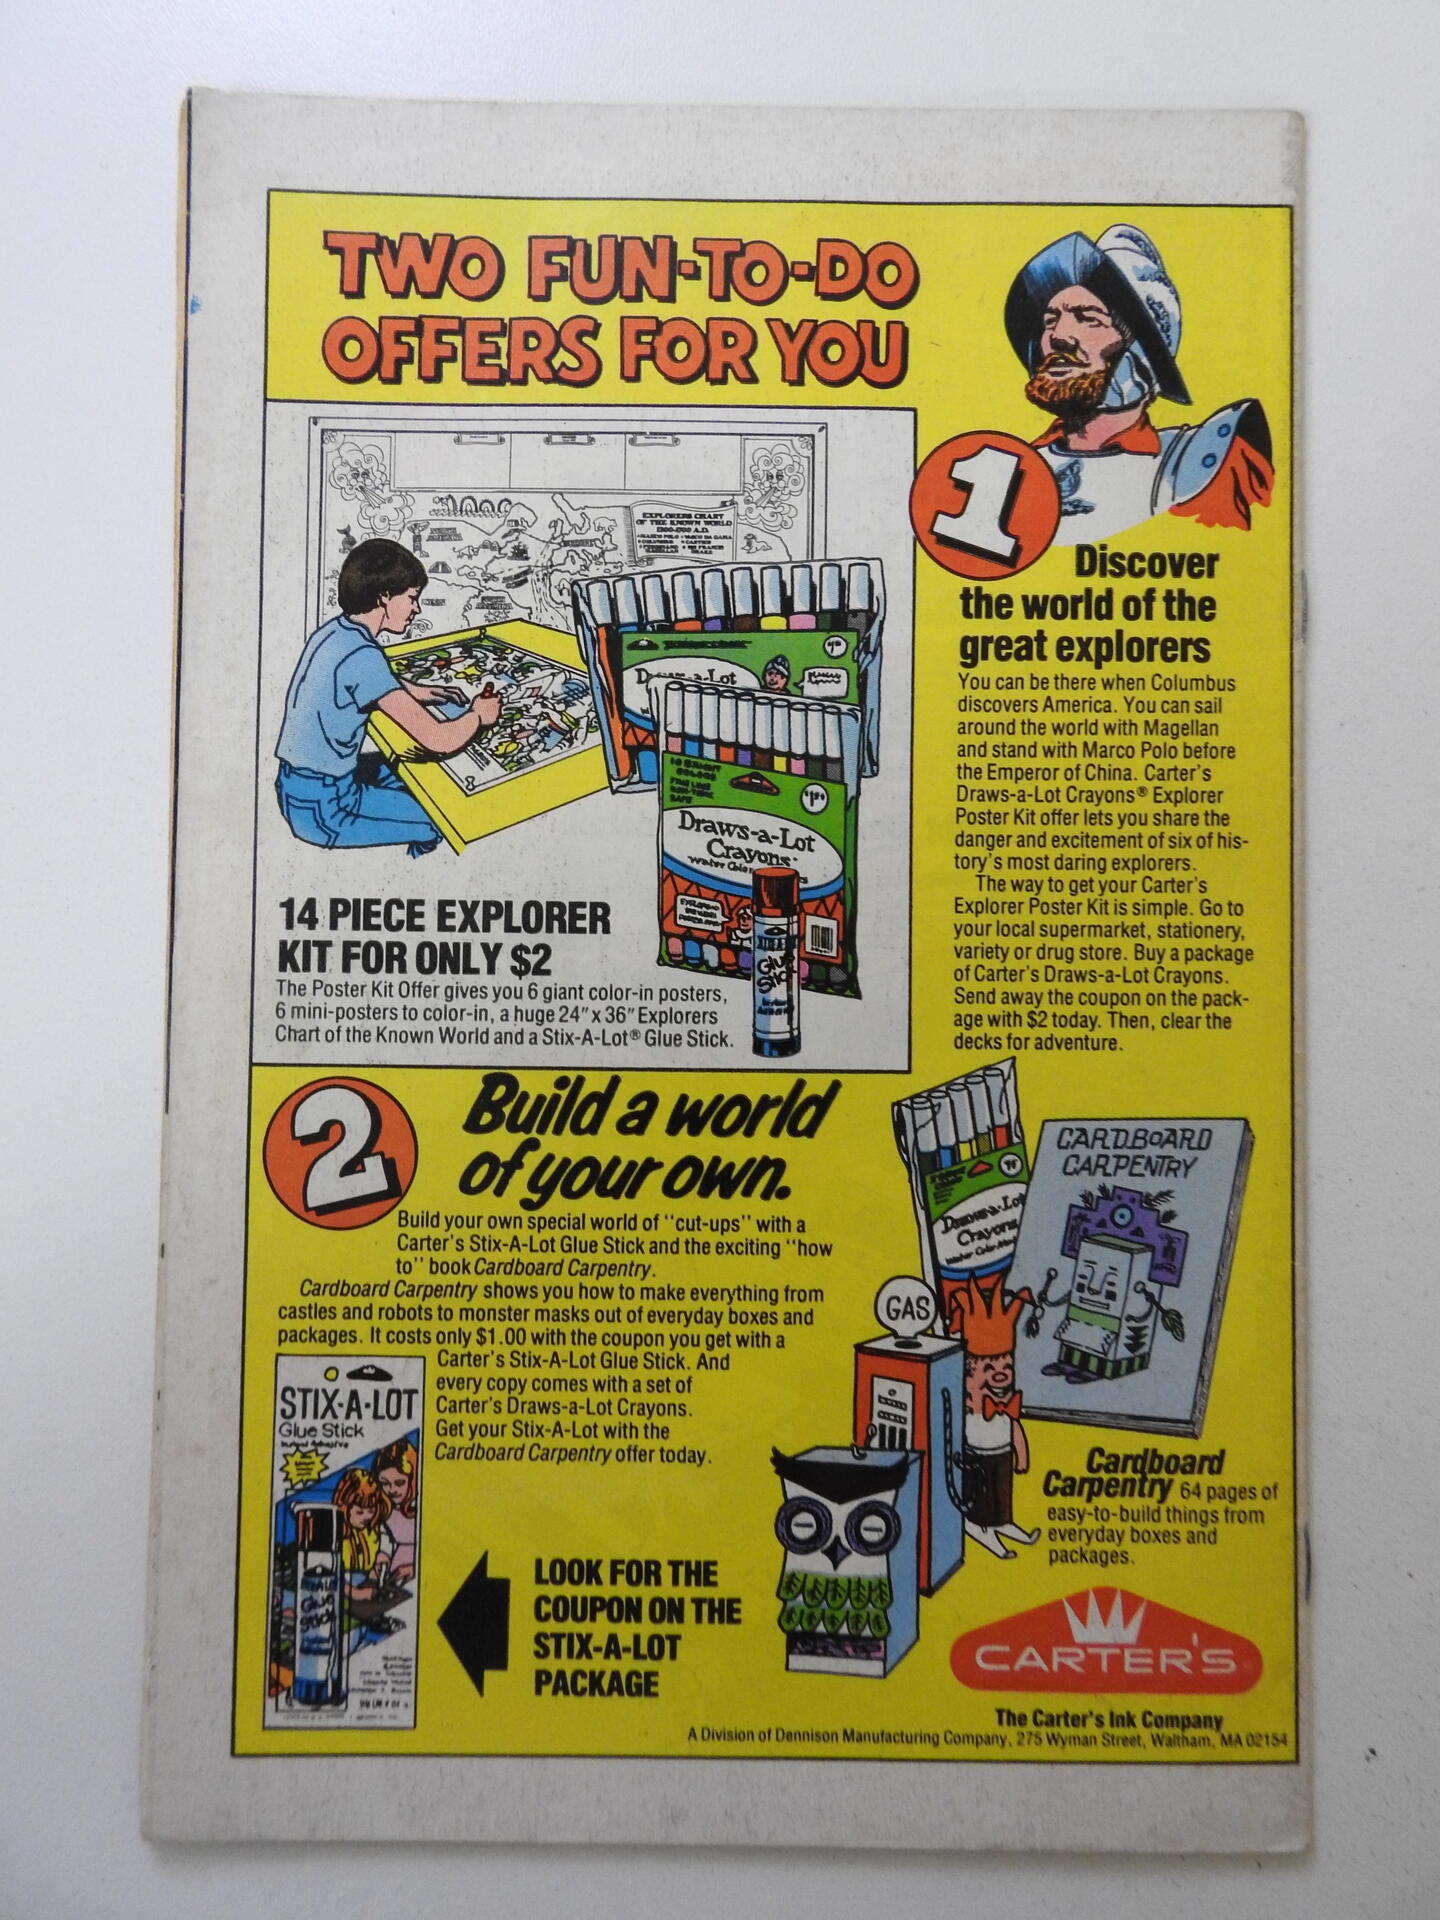 TWO FUN-TO-DO
OFFERS FOR YOU
EXPLORERS CHART
OF THE KNOWN WORLD
1300-1700 A.D.
Draws-a-Lot
10 BRIGHT
COLORS
Draws-a-Lot
Crayons
Glue
Stick
14 PIECE EXPLORER
KIT FOR ONLY $2
The Poster Kit Offer gives you 6 giant color-in posters,
6 mini-posters to color-in, a huge 24" x 36" Explorers
Chart of the Known World and a Stix-A-Lot® Glue Stick.
1
Discover
the world of the
great explorers
You can be there when Columbus
discovers America. You can sail
around the world with Magellan
and stand with Marco Polo before
the Emperor of China. Carter's
Draws-a-Lot Crayons® Explorer
Poster Kit offer lets you share the
danger and excitement of six of his-
tory's most daring explorers.
The way to get your Carter's
Explorer Poster Kit is simple. Go to
your local supermarket, stationery,
variety or drug store. Buy a package
of Carter's Draws-a-Lot Crayons.
Send away the coupon on the pack-
age with $2 today. Then, clear the
decks for adventure.
2
Build a world
of your own.
Build your own special world of "cut-ups" with a
Carter's Stix-A-Lot Glue Stick and the exciting "how
to" book Cardboard Carpentry.
Cardboard Carpentry shows you how to make everything from
castles and robots to monster masks out of everyday boxes and
packages. It costs only $1.00 with the coupon you get with a
Carter's Stix-A-Lot Glue Stick. And
every copy comes with a set of
Carter's Draws-a-Lot Crayons.
Get your Stix-A-Lot with the
Cardboard Carpentry offer today.
STIX-A-LOT
Glue Stick
Instant Adhesive
Glue
Stick
LOOK FOR THE
COUPON ON THE
STIX-A-LOT
PACKAGE
Draws-a-Lot
Crayons
CARDBOARD
CARPENTRY
GAS
Cardboard
Carpentry 64 pages of
easy-to-build things from
everyday boxes and
packages.
CARTER'S
The Carter's Ink Company
A Division of Dennison Manufacturing Company, 275 Wyman Street, Waltham, MA 02154